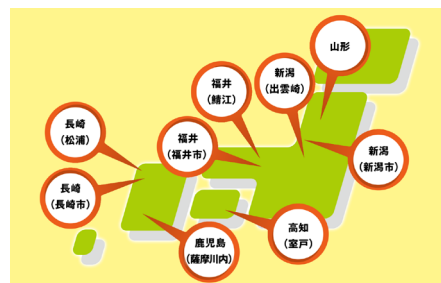 山形
新潟
(出雲崎)
福井
(鯖江)
長崎
(松浦)
福井
(福井市)
新潟
(新潟市)
長崎
(長崎市)
高知
(室戸)
鹿児島
(薩摩川内)